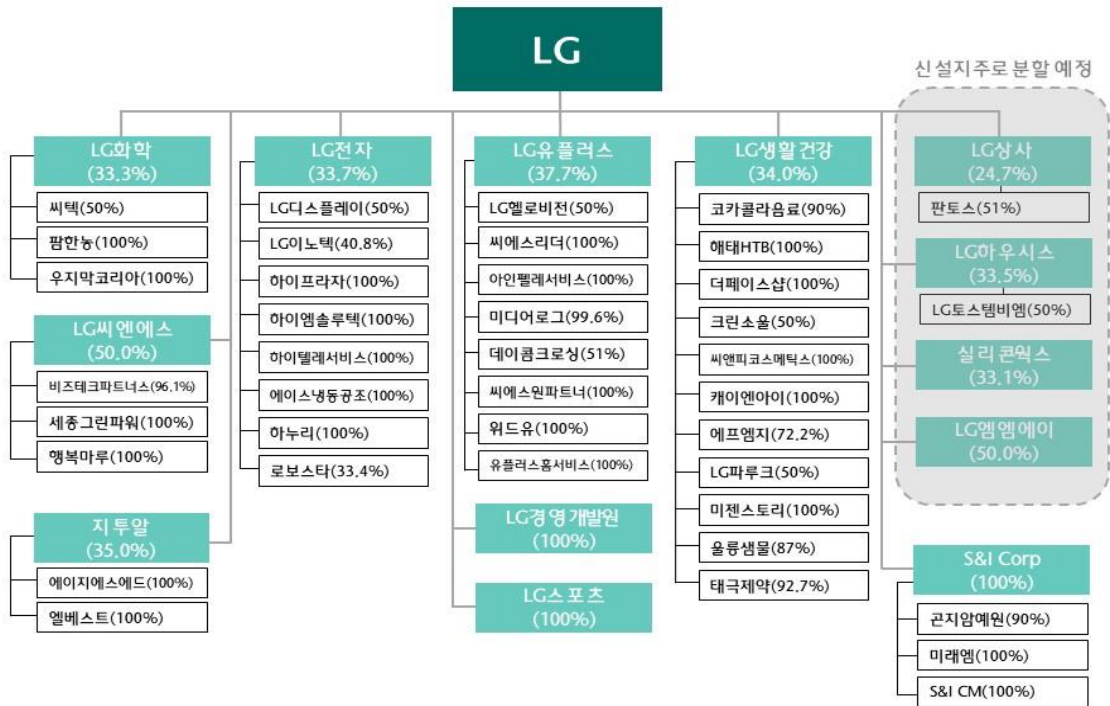 LG
신설지주로 분할 예정
LG화학
(33.3%)
씨텍(50%)
팜한농(100%)
우지막코리아(100%)
LG씨엔에스
(50.0%)
비즈테크파트너스(96.1%)
세종그린파워(100%)
행복마루(100%)
지투알
(35.0%)
에이지에스에드(100%)
엘베스트(100%)
LG전자
(33.7%)
LG디스플레이(50%)
LG이노텍(40.8%)
하이프라자(100%)
하이엠솔루텍(100%)
하이텔레서비스(100%)
에이스냉동공조(100%)
하누리(100%)
로보스타(33.4%)
LG유플러스
(37.7%)
LG헬로비전(50%)
씨에스리더(100%)
아인펠레서비스(100%)
미디어로그(99.6%)
데이콤크로싱(51%)
씨에스원파트너(100%)
위드유(100%)
유플러스홈서비스(100%)
LG경영개발원
(100%)
LG스포츠
(100%)
LG생활건강
(34.0%)
코카콜라음료(90%)
해태HTB(100%)
더페이스샵(100%)
크린소울(50%)
씨앤피코스메틱스(100%)
캐이엔아이(100%)
에프엠지(72.2%)
LG파루크(50%)
미젠스토리(100%)
울릉샘물(87%)
태극제약(92.7%)
LG상사
(24.7%)
판토스(51%)
LG하우시스
(33.5%)
LG토스템비엠(50%)
실리콘웍스
(33.1%)
LG엠엠에이
(50.0%)
S&I Corp
(100%)
곤지암예원(90%)
미래엠(100%)
S&I CM(100%)